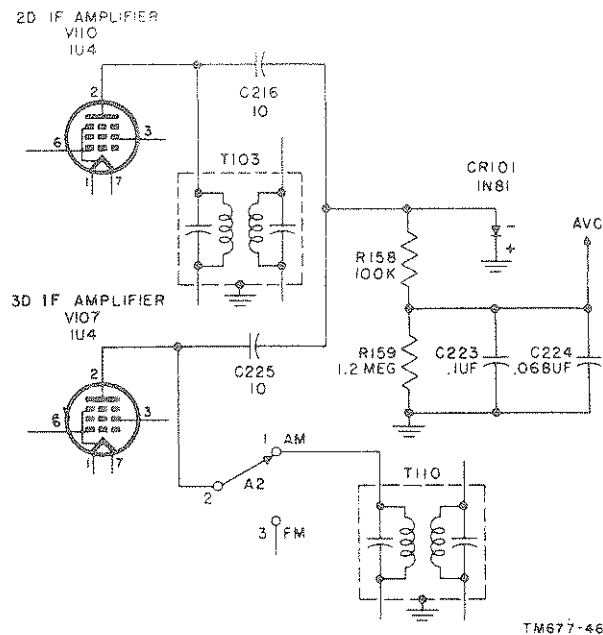 2D IF AMPLIFIER
V110
1U4
2
6
3
1 7
C216
10
T103
CR101
1N81
-
+
AVC
R158
100K
3D IF AMPLIFIER
V107
1U4
2
6
3
1 7
C225
10
R159
1.2 MEG
C223
.1UF
C224
.068UF
1 AM
2
A2
3 FM
T110
TM677-46